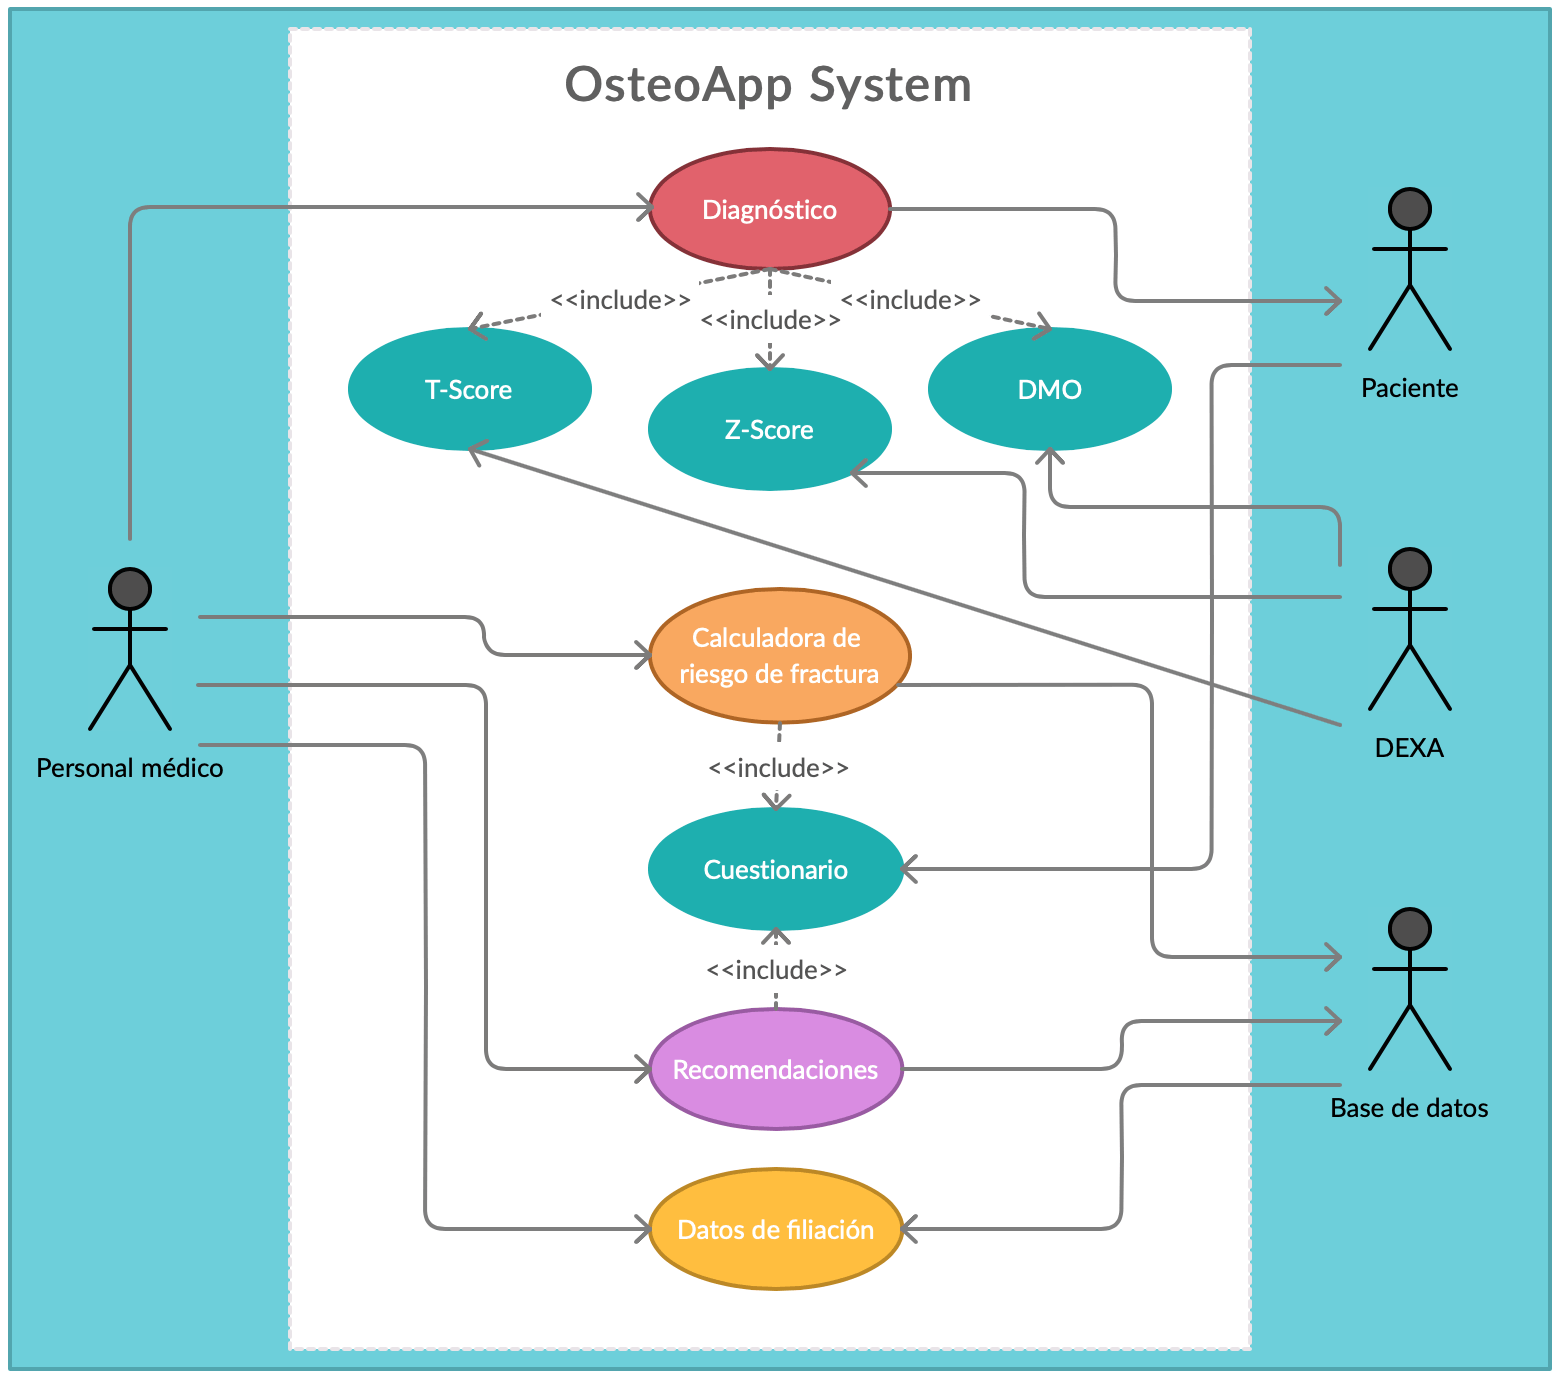 OsteoApp System
Diagnóstico
<<include>>
<<include>>
<<include>>
T-Score
Z-Score
DMO
Paciente
Calculadora de
riesgo de fractura
Personal médico
DEXA
<<include>>
Cuestionario
<<include>>
Recomendaciones
Base de datos
Datos de filiación